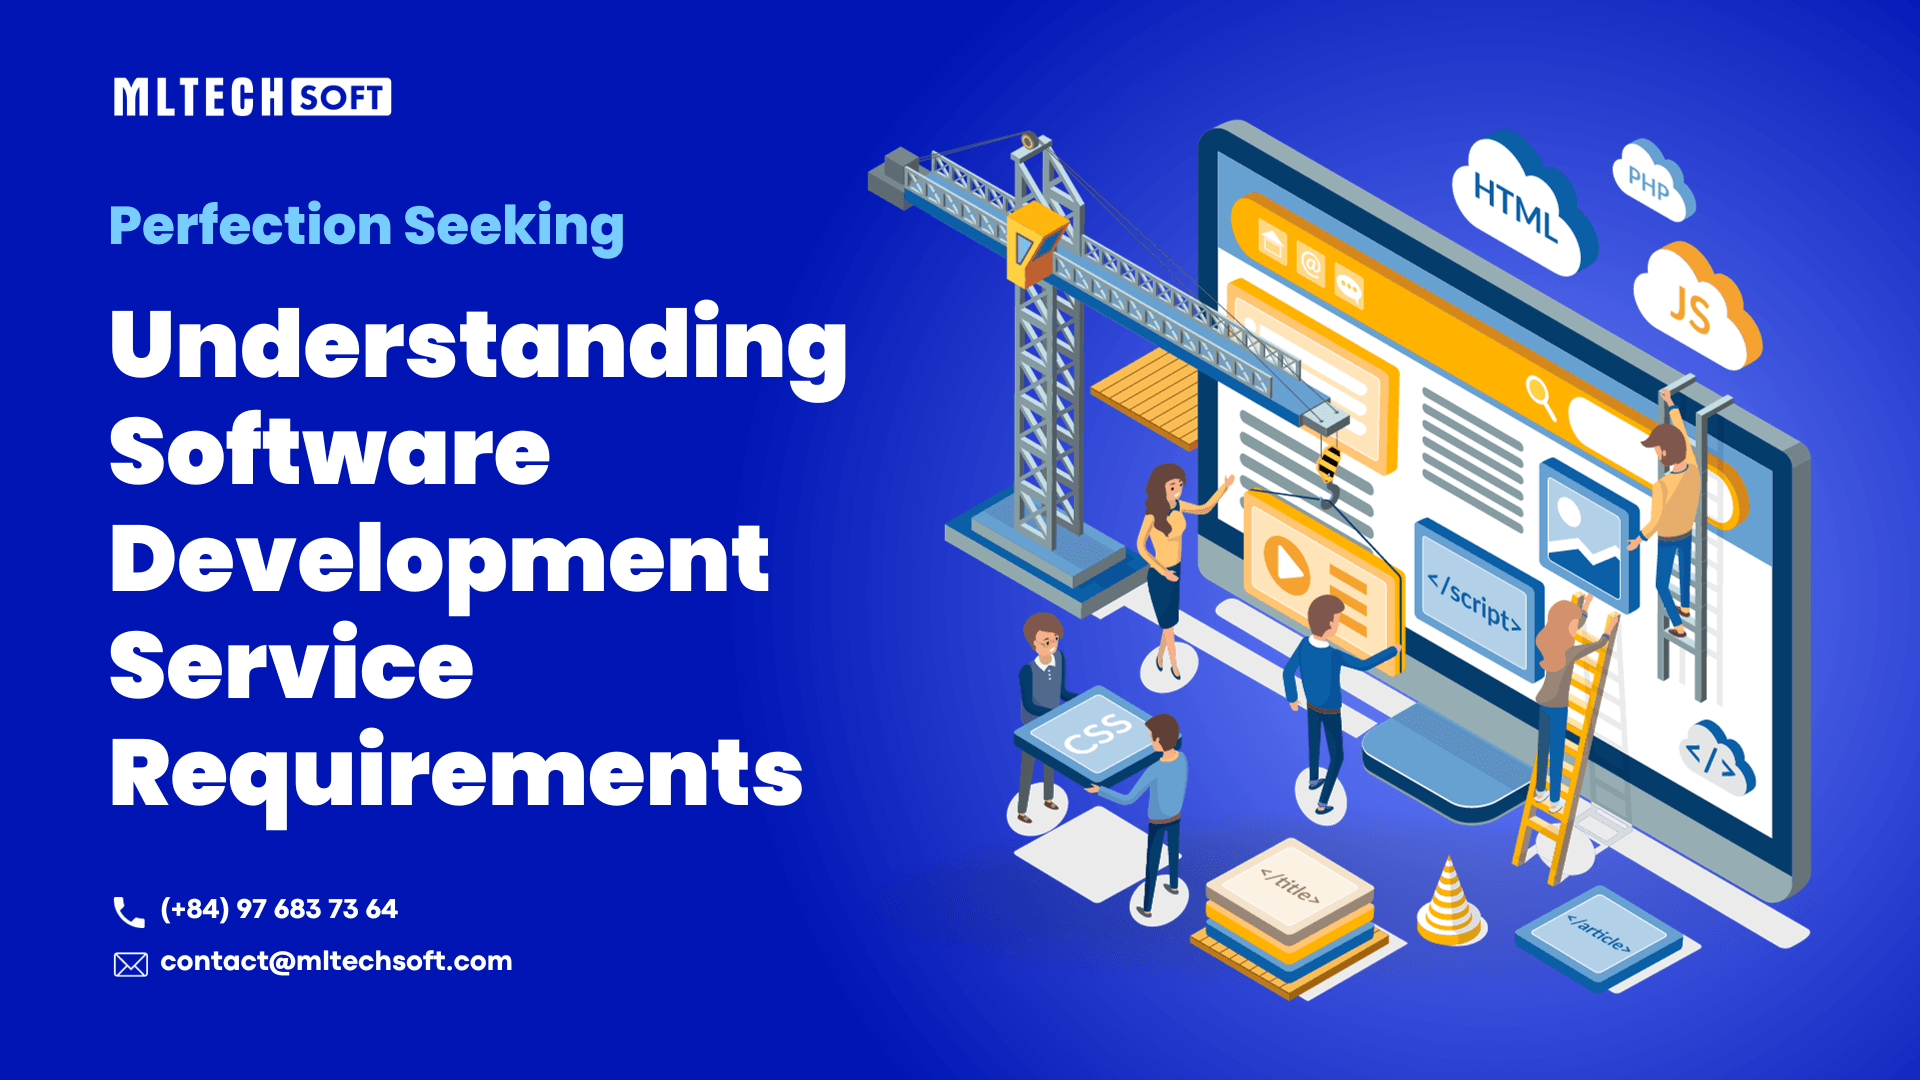 MLTECH SOFT
Perfection Seeking
Understanding
Software
Development
Service
Requirements
(+84) 97 683 73 64
contact@mltechsoft.com
HTML
PHP
JS
@
</script>
CSS
</>
</title>
</article>